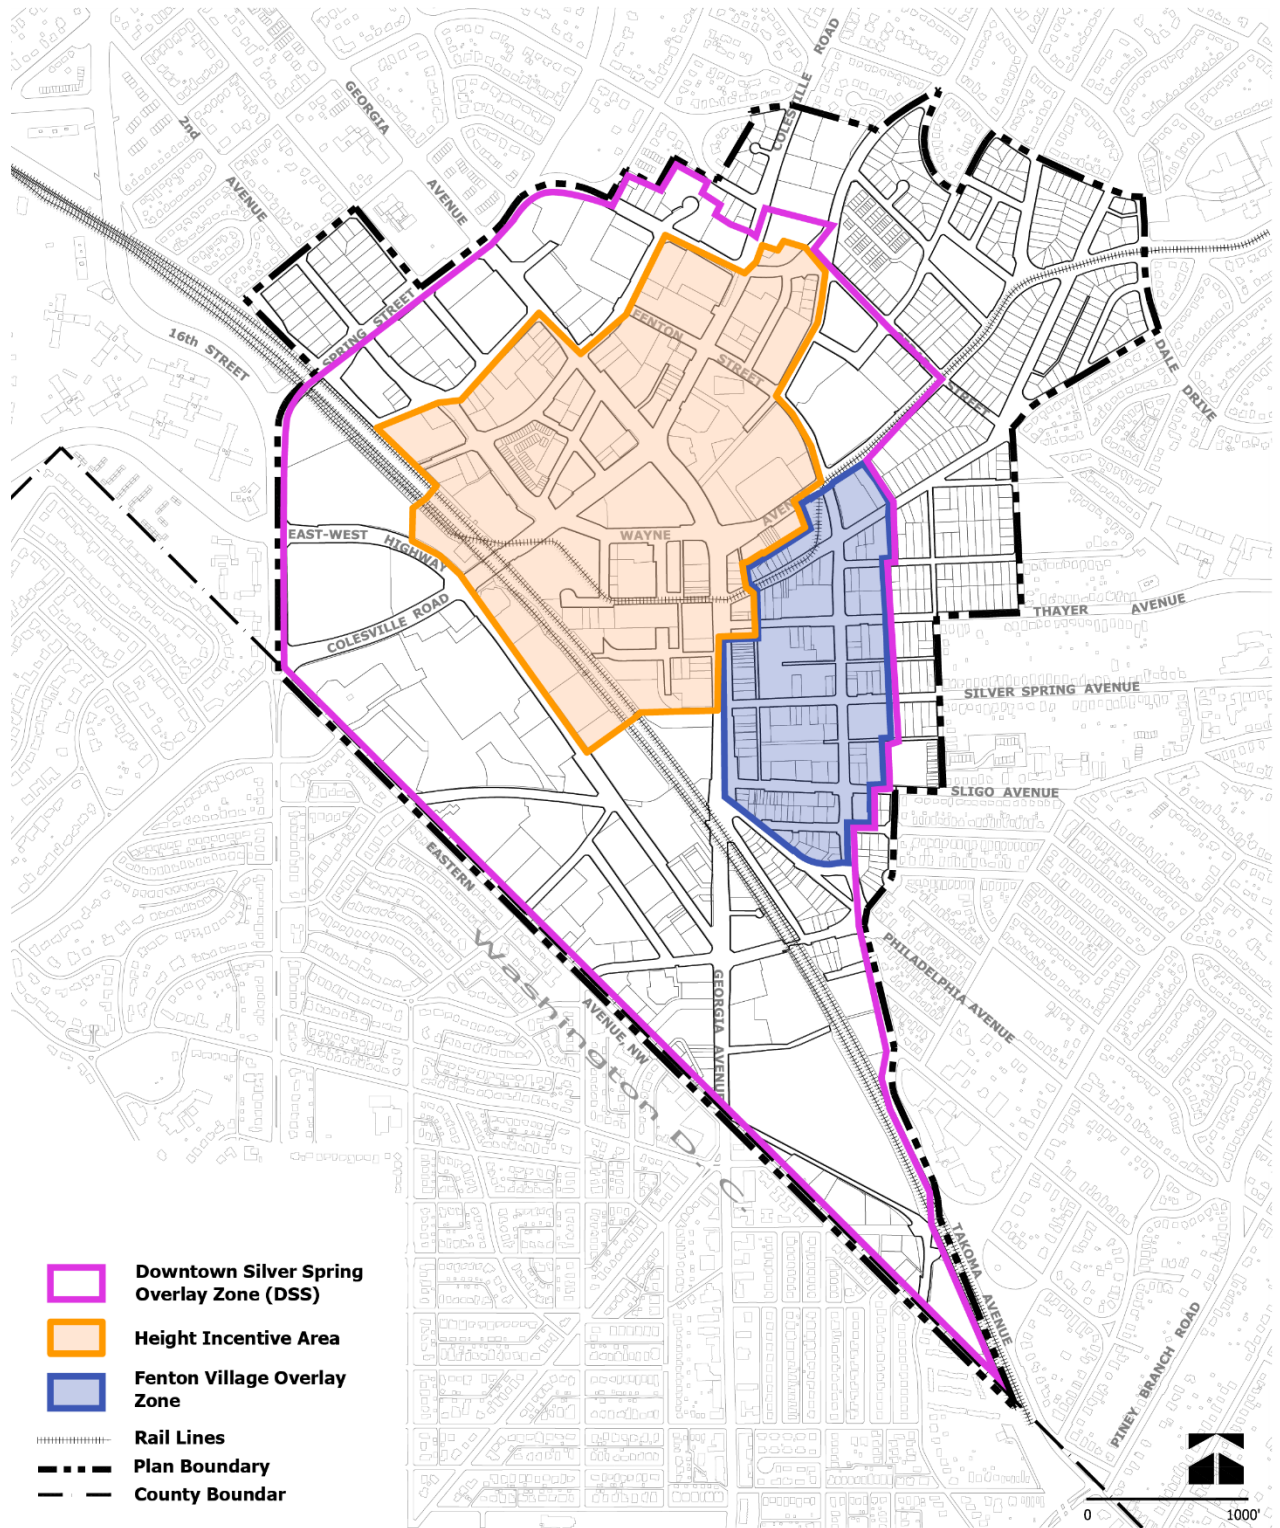 COLESVILLE ROAD
GEORGIA
AVENUE
2nd
AVENUE
SPRING STREET
16th STREET
FENTON
STREET
STREET
DALE DRIVE
EAST-WEST
HIGHWAY
COLESVILLE ROAD
WAYNE
AVEN
THAYER AVENUE
SILVER SPRING AVENUE
SLIGO AVENUE
EASTERN
AVENUE, NW
Washington D. C.
GEORGIA AVENUE
PHILADELPHIA AVENUE
TAKOMA AVENUE
PINEY BRANCH ROAD
Downtown Silver Spring
Overlay Zone (DSS)
Height Incentive Area
Fenton Village Overlay
Zone
Rail Lines
Plan Boundary
County Boundar
0 1000'